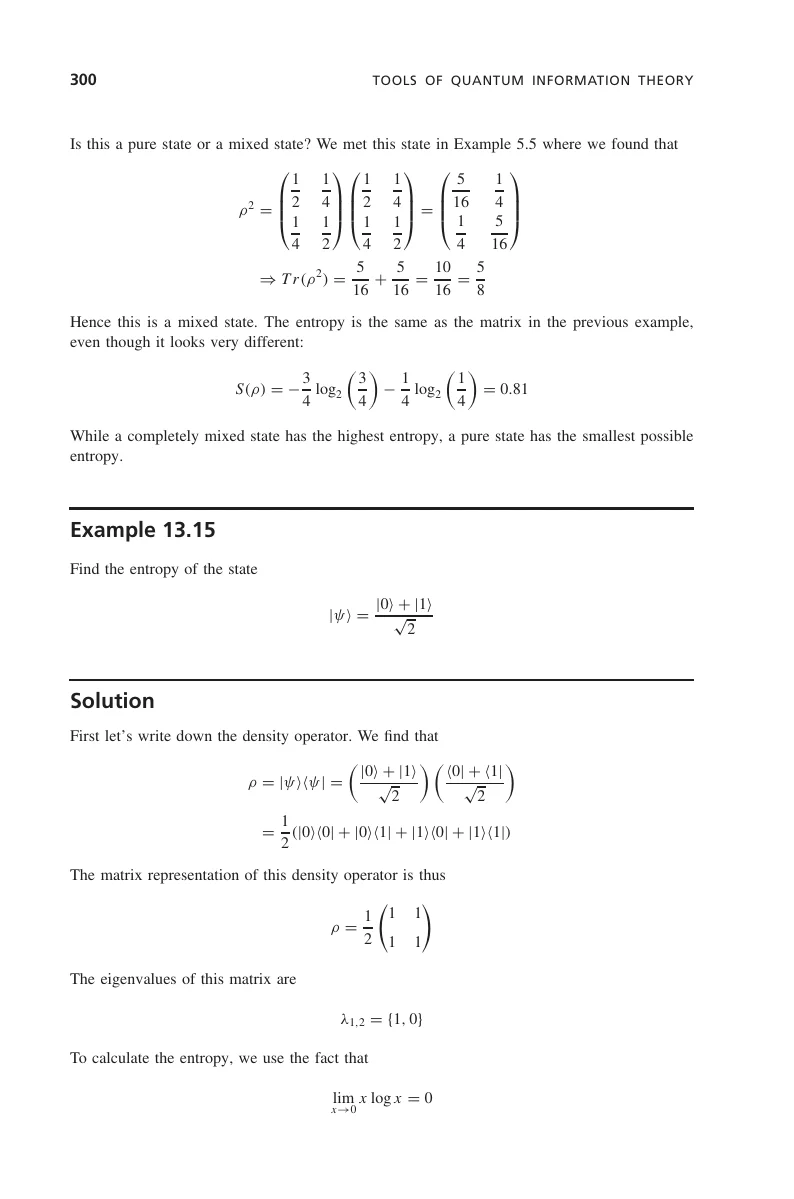 300 TOOLS OF QUANTUM INFORMATION THEORY
Is this a pure state or a mixed state? We met this state in Example 5.5 where we found that
ρ² = (1/2 1/4; 1/4 1/2) (1/2 1/4; 1/4 1/2) = (5/16 1/4; 1/4 5/16)
⇒ Tr(ρ²) = 5/16 + 5/16 = 10/16 = 5/8
Hence this is a mixed state. The entropy is the same as the matrix in the previous example,
even though it looks very different:
S(ρ) = −3/4 log₂ (3/4) − 1/4 log₂ (1/4) = 0.81
While a completely mixed state has the highest entropy, a pure state has the smallest possible
entropy.
Example 13.15
Find the entropy of the state
|ψ⟩ = (|0⟩ + |1⟩)/√2
Solution
First let's write down the density operator. We find that
ρ = |ψ⟩⟨ψ| = ((|0⟩ + |1⟩)/√2) ((⟨0| + ⟨1|)/√2)
= 1/2 (|0⟩⟨0| + |0⟩⟨1| + |1⟩⟨0| + |1⟩⟨1|)
The matrix representation of this density operator is thus
ρ = 1/2 (1 1; 1 1)
The eigenvalues of this matrix are
λ₁,₂ = {1, 0}
To calculate the entropy, we use the fact that
lim x→0 x log x = 0